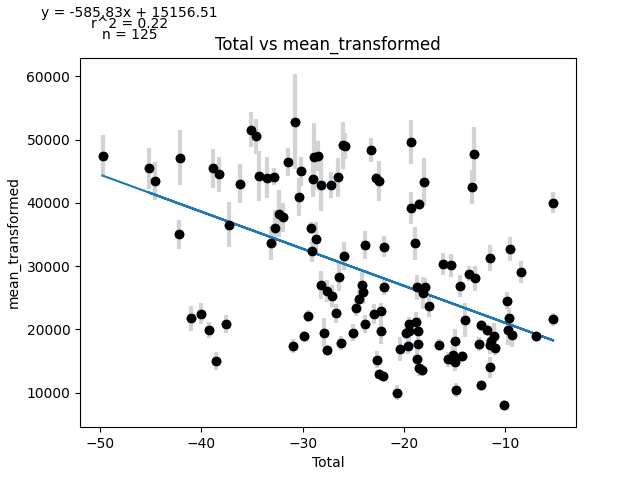 y = -585.83x + 15156.51
r^2 = 0.22
n = 125
Total vs mean_transformed
60000
50000
40000
30000
20000
10000
mean_transformed
−50
−40
−30
−20
−10
Total